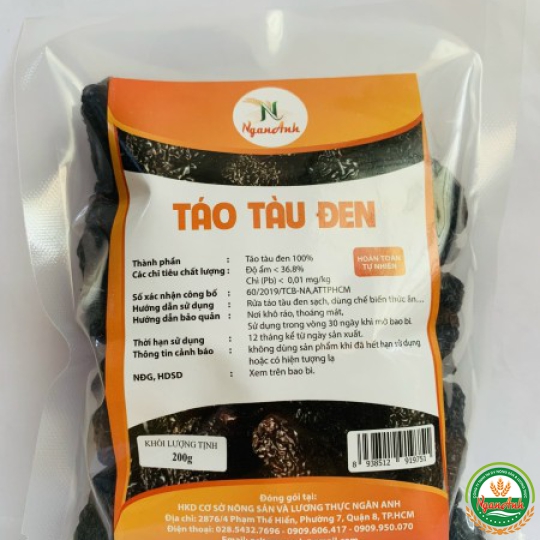 NganAnh
TÁO TÀU ĐEN
HOÀN TOÀN
TỰ NHIÊN
Thành phần : Táo tàu đen 100%
Các chỉ tiêu chất lượng : Độ ẩm < 36.8%
Chì (Pb) < 0,01 mg/kg
Số xác nhận công bố : 60/2019/TCB-NA,ATTPHCM
Hướng dẫn sử dụng : Rửa táo tàu đen sạch, dùng chế biến thức ăn....
Hướng dẫn bảo quản : Nơi khô ráo, thoáng mát,
Sử dụng trong vòng 30 ngày khi mở bao bì.
Thời hạn sử dụng : 12 tháng kể từ ngày sản xuất.
Thông tin cảnh báo : không dùng sản phẩm khi đã hết hạn sử dụng
hoặc có hiện tượng lạ
NĐG, HDSD : Xem trên bao bì.
KHỐI LƯỢNG TỊNH
200g
8 938512 919751
Đóng gói tại:
HKD CƠ SỞ NÔNG SẢN VÀ LƯƠNG THỰC NGÂN ANH
Địa chỉ: 2876/4 Phạm Thế Hiển, Phường 7, Quận 8, TP.HCM
Điện thoại: 028.5432.7696 - 0909.606.417 - 0909.950.070
NganAnh